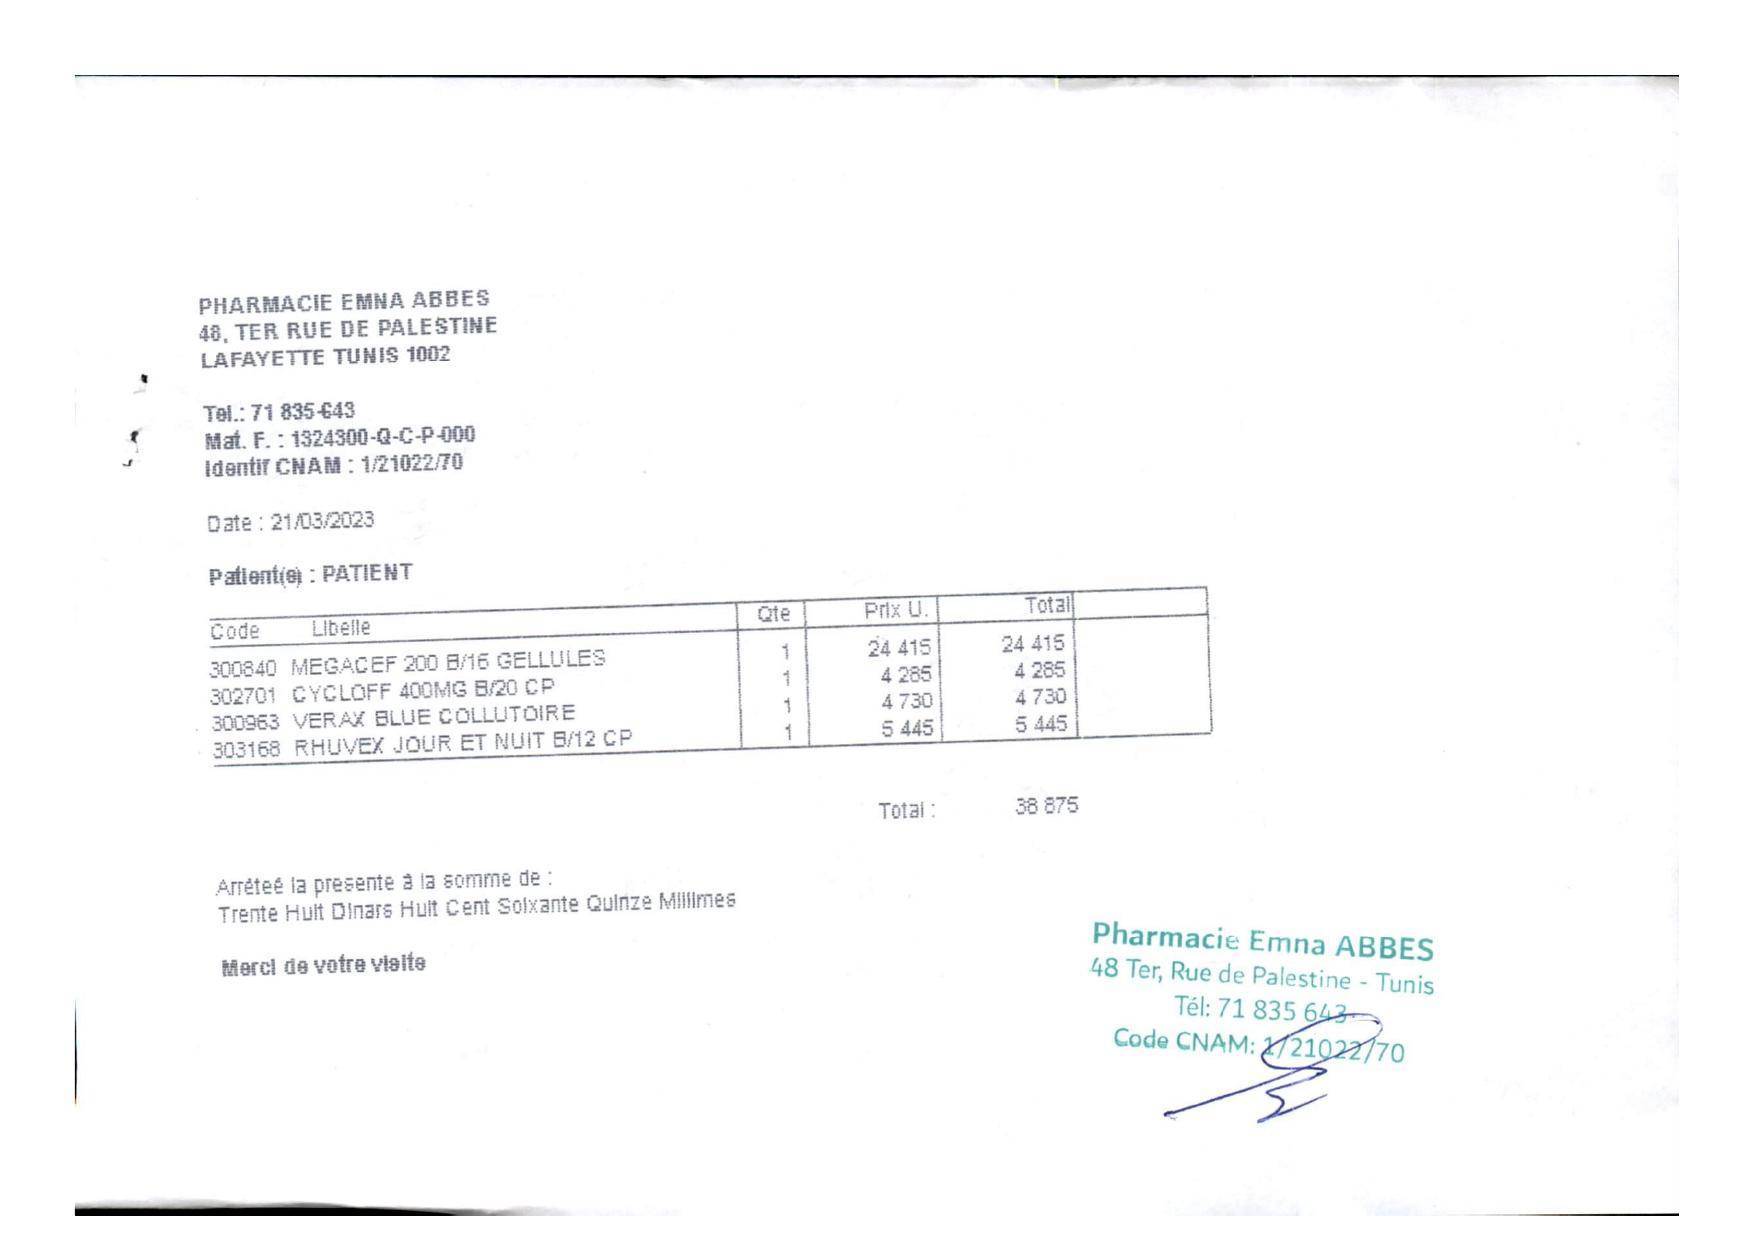 PHARMACIE EMNA ABBES
48, TER RUE DE PALESTINE
LAFAYETTE TUNIS 1002
Tel.: 71 835-643
Mat. F. : 1324300-Q-C-P-000
Identif CNAM : 1/21022/70
Date : 21/03/2023
Patient(e) : PATIENT
Code Libelle Qte Prix U. Total
300840 MEGACEF 200 B/16 GELLULES 1 24 415 24 415
302701 CYCLOFF 400MG B/20 CP 1 4 285 4 285
300963 VERAX BLUE COLLUTOIRE 1 4 730 4 730
303168 RHUVEX JOUR ET NUIT B/12 CP 1 5 445 5 445
Total : 38 875
Arrêteé la presente à la somme de :
Trente Huit Dinars Huit Cent Soixante Quinze Millimes
Merci de votre visite
Pharmacie Emna ABBES
48 Ter, Rue de Palestine - Tunis
Tél: 71 835 643
Code CNAM: 1/21022/70